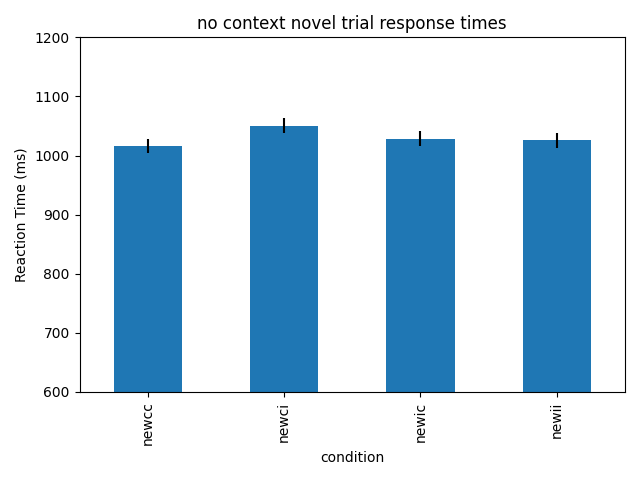 no context novel trial response times
1200
1100
1000
900
800
700
600
Reaction Time (ms)
newcc
newci
newic
newii
condition